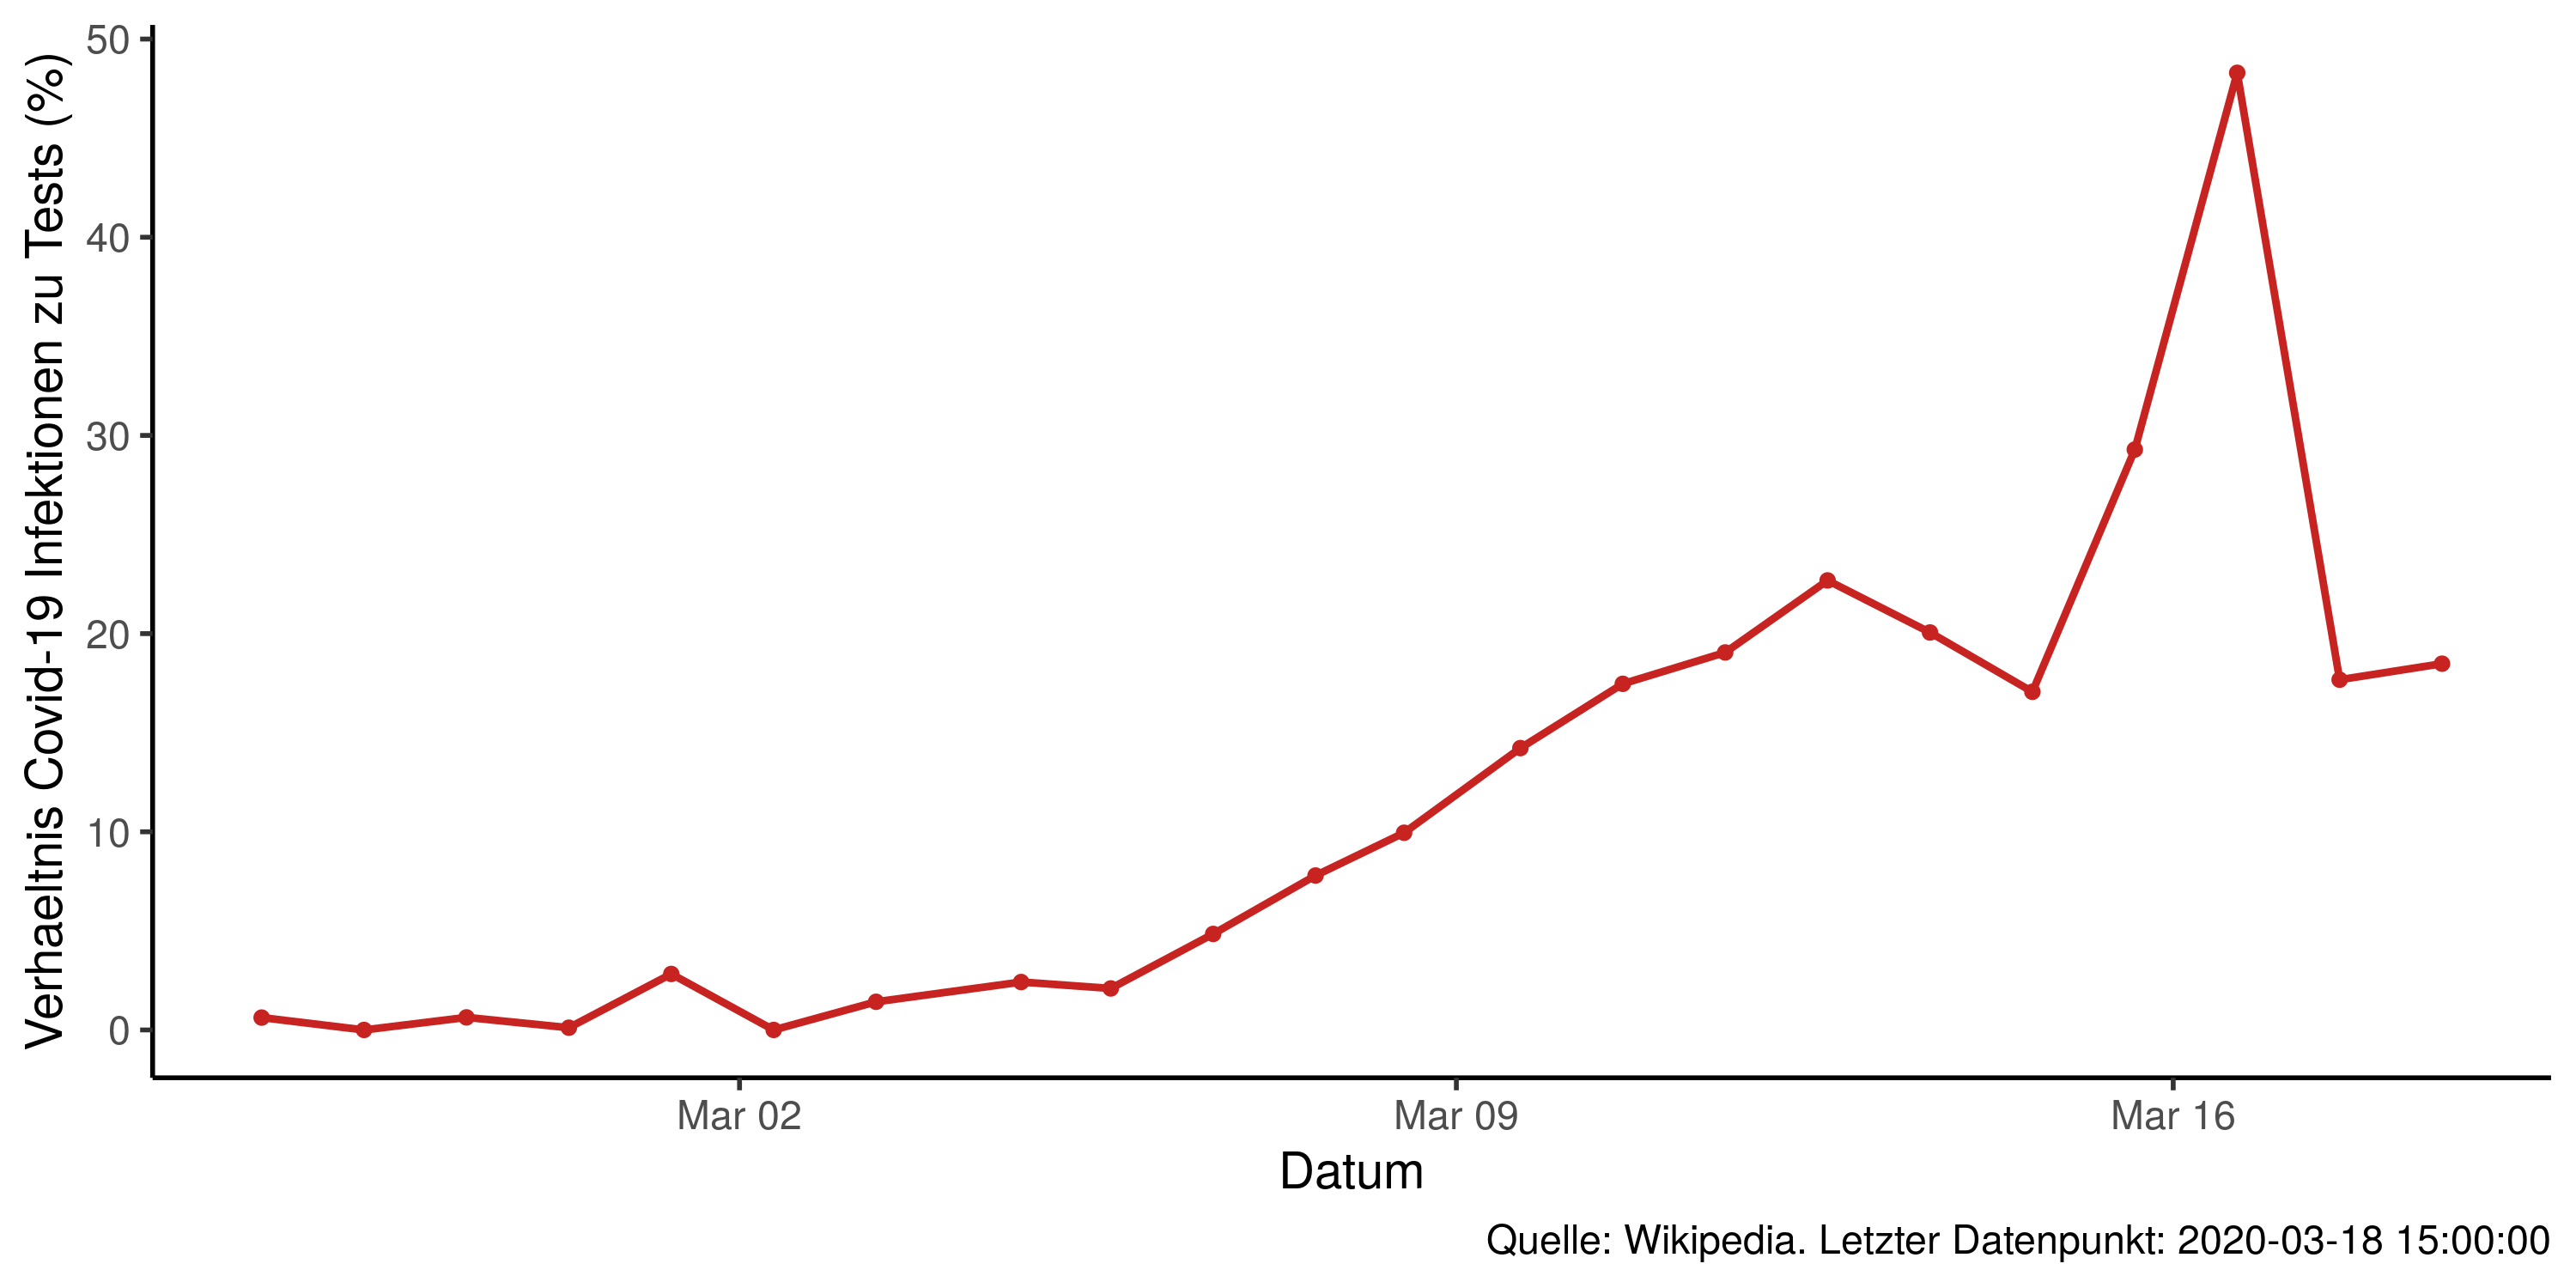 Verhaeltnis Covid-19 Infektionen zu Tests (%)
50
40
30
20
10
0
Mar 02
Mar 09
Mar 16
Datum
Quelle: Wikipedia. Letzter Datenpunkt: 2020-03-18 15:00:00